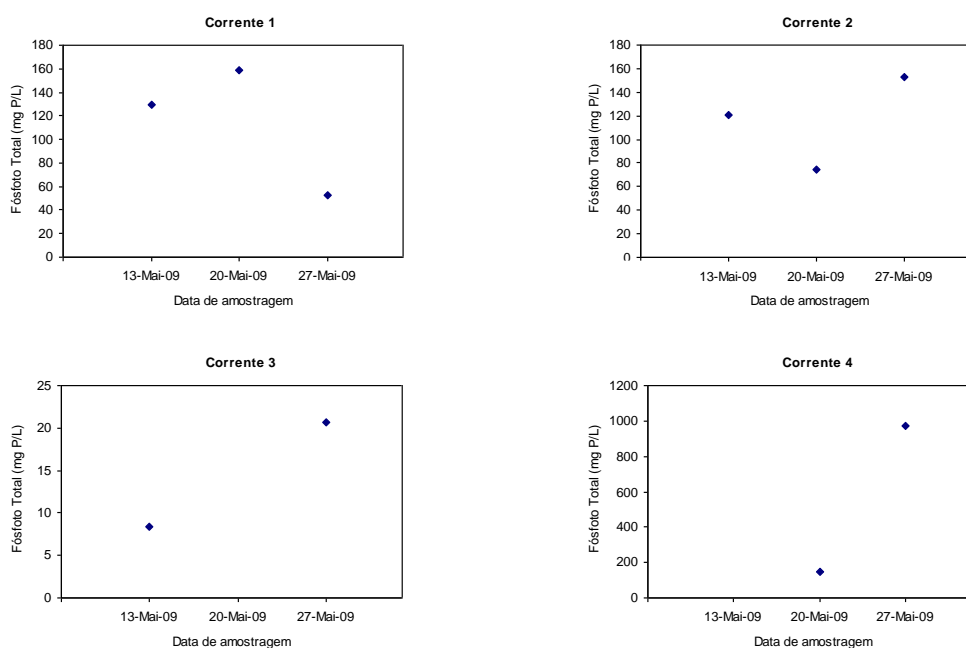 Corrente 1
Fósfoto Total (mg P/L)
180
160
140
120
100
80
60
40
20
0
13-Mai-09 20-Mai-09 27-Mai-09
Data de amostragem
Corrente 2
Fósfoto Total (mg P/L)
180
160
140
120
100
80
60
40
20
0
13-Mai-09 20-Mai-09 27-Mai-09
Data de amostragem
Corrente 3
Fósfoto Total (mg P/L)
25
20
15
10
5
0
13-Mai-09 20-Mai-09 27-Mai-09
Data de amostragem
Corrente 4
Fósfoto Total (mg P/L)
1200
1000
800
600
400
200
0
13-Mai-09 20-Mai-09 27-Mai-09
Data de amostragem